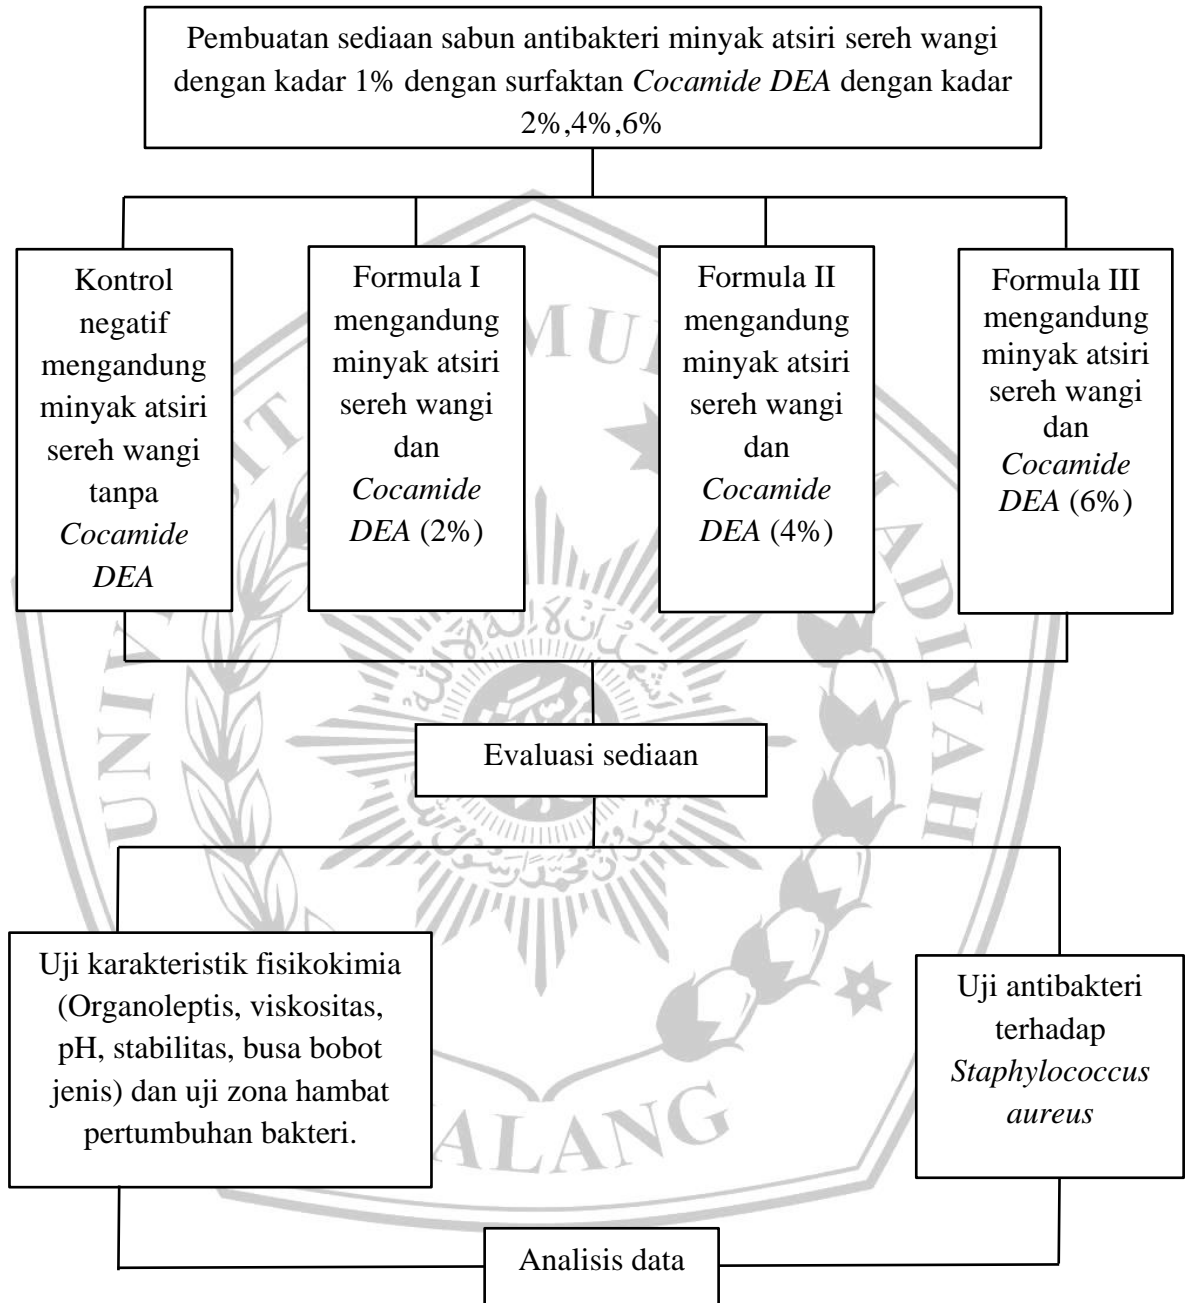 Pembuatan sediaan sabun antibakteri minyak atsiri sereh wangi
dengan kadar 1% dengan surfaktan Cocamide DEA dengan kadar
2%,4%,6%
Kontrol
negatif
mengandung
minyak atsiri
sereh wangi
tanpa
Cocamide
DEA
Formula I
mengandung
minyak atsiri
sereh wangi
dan
Cocamide
DEA (2%)
Formula II
mengandung
minyak atsiri
sereh wangi
dan
Cocamide
DEA (4%)
Formula III
mengandung
minyak atsiri
sereh wangi
dan
Cocamide
DEA (6%)
Evaluasi sediaan
Uji karakteristik fisikokimia
(Organoleptis, viskositas,
pH, stabilitas, busa bobot
jenis) dan uji zona hambat
pertumbuhan bakteri.
Uji antibakteri
terhadap
Staphylococcus
aureus
Analisis data